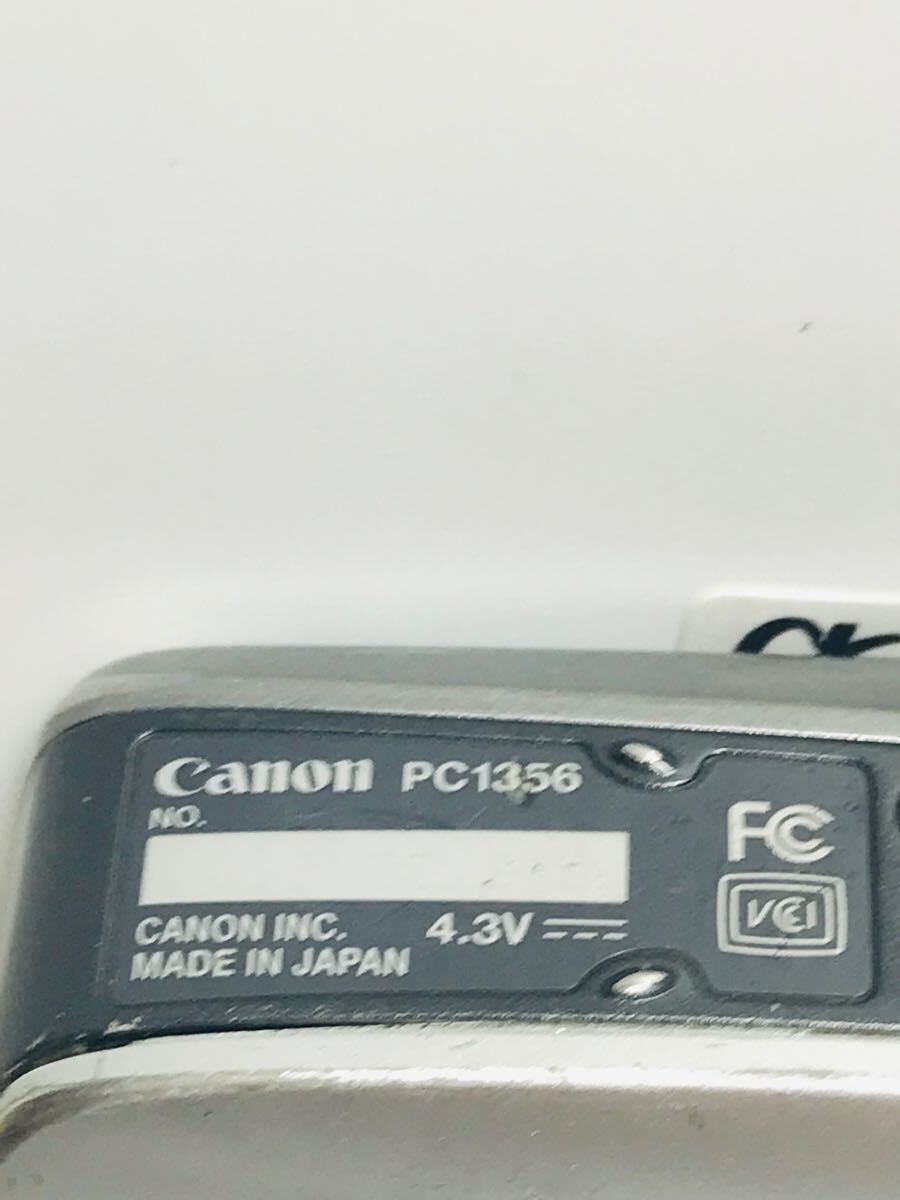 Canon PC1356
NO.
CANON INC. 4.3V
MADE IN JAPAN
FC
VCI